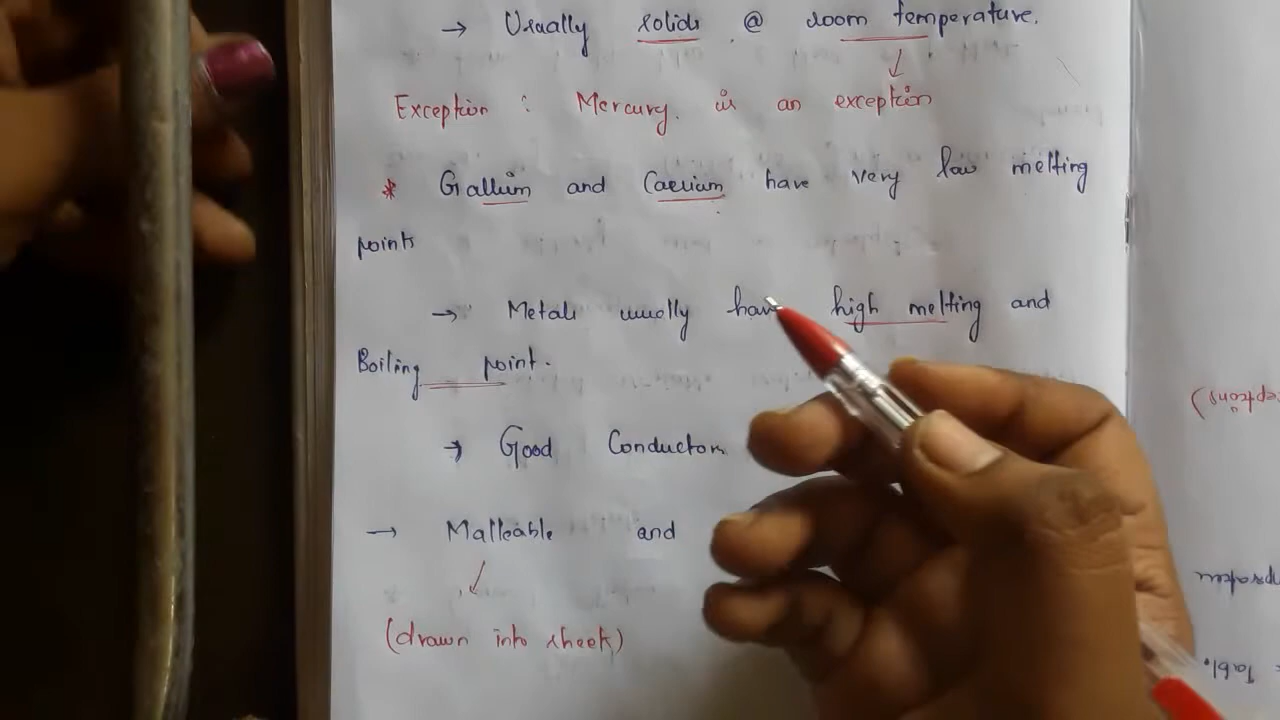 → Usually solids @ room temperature.
Exception : Mercury is an exception
* Gallium and Caesium have very low melting
points
→ Metals usually have high melting and
Boiling point.
→ Good Conductors
→ Malleable and
(drawn into sheets)